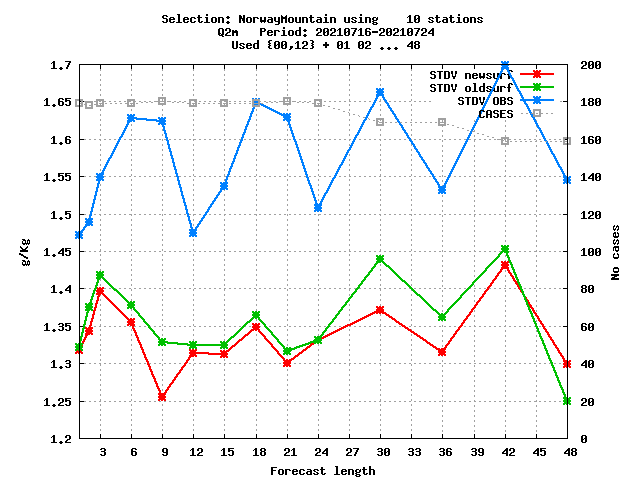 Selection: NorwayMountain using 10 stations
Q2m Period: 20210716-20210724
Used {00,12} + 01 02 ... 48
STDV newsurf
STDV oldsurf
STDV OBS
CASES
1.7
1.65
1.6
1.55
1.5
1.45
1.4
1.35
1.3
1.25
1.2
g/Kg
200
180
160
140
120
100
80
60
40
20
0
No cases
3 6 9 12 15 18 21 24 27 30 33 36 39 42 45 48
Forecast length